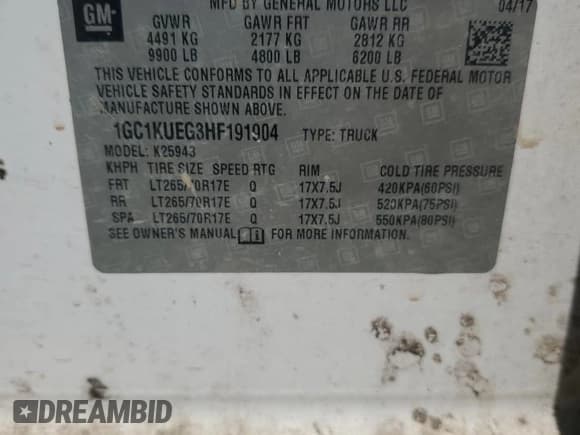 MFD BY GENERAL MOTORS LLC 04/17
GM
GVWR GAWR FRT GAWR RR
4491 KG 2177 KG 2812 KG
9900 LB 4800 LB 6200 LB
THIS VEHICLE CONFORMS TO ALL APPLICABLE U.S. FEDERAL MOTOR
VEHICLE SAFETY STANDARDS IN EFFECT ON THE DATE OF
MANUFACTURE SHOWN ABOVE.
1GC1KUEG3HF191904 TYPE: TRUCK
MODEL: K25943
KHPH TIRE SIZE SPEED RTG RIM COLD TIRE PRESSURE
FRT LT265/70R17E Q 17X7.5J 420KPA(60PSI)
RR LT265/70R17E Q 17X7.5J 520KPA(75PSI)
SPA LT265/70R17E Q 17X7.5J 550KPA(80PSI)
SEE OWNER'S MANUAL FOR MORE INFORMATION.
DREAMBID